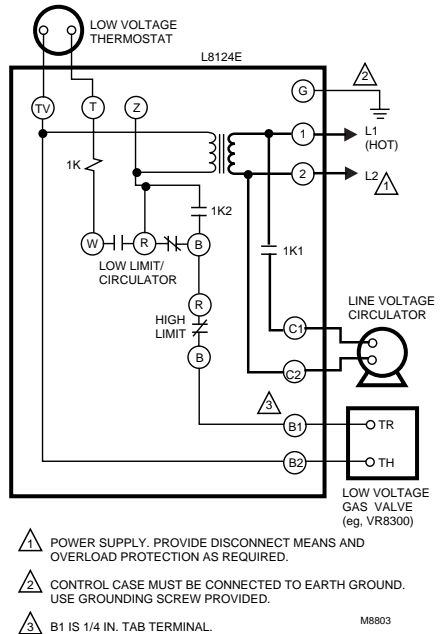 LOW VOLTAGE
THERMOSTAT
L8124E
2
G
TV
T
Z
1
L1
(HOT)
1K
2
L2
1
1K2
W
R
B
1K1
LOW LIMIT/
CIRCULATOR
LINE VOLTAGE
CIRCULATOR
R
HIGH
LIMIT
C1
B
C2
3
B1
TR
B2
TH
LOW VOLTAGE
GAS VALVE
(eg, VR8300)
1 POWER SUPPLY. PROVIDE DISCONNECT MEANS AND
OVERLOAD PROTECTION AS REQUIRED.
2 CONTROL CASE MUST BE CONNECTED TO EARTH GROUND.
USE GROUNDING SCREW PROVIDED.
3 B1 IS 1/4 IN. TAB TERMINAL.
M8803